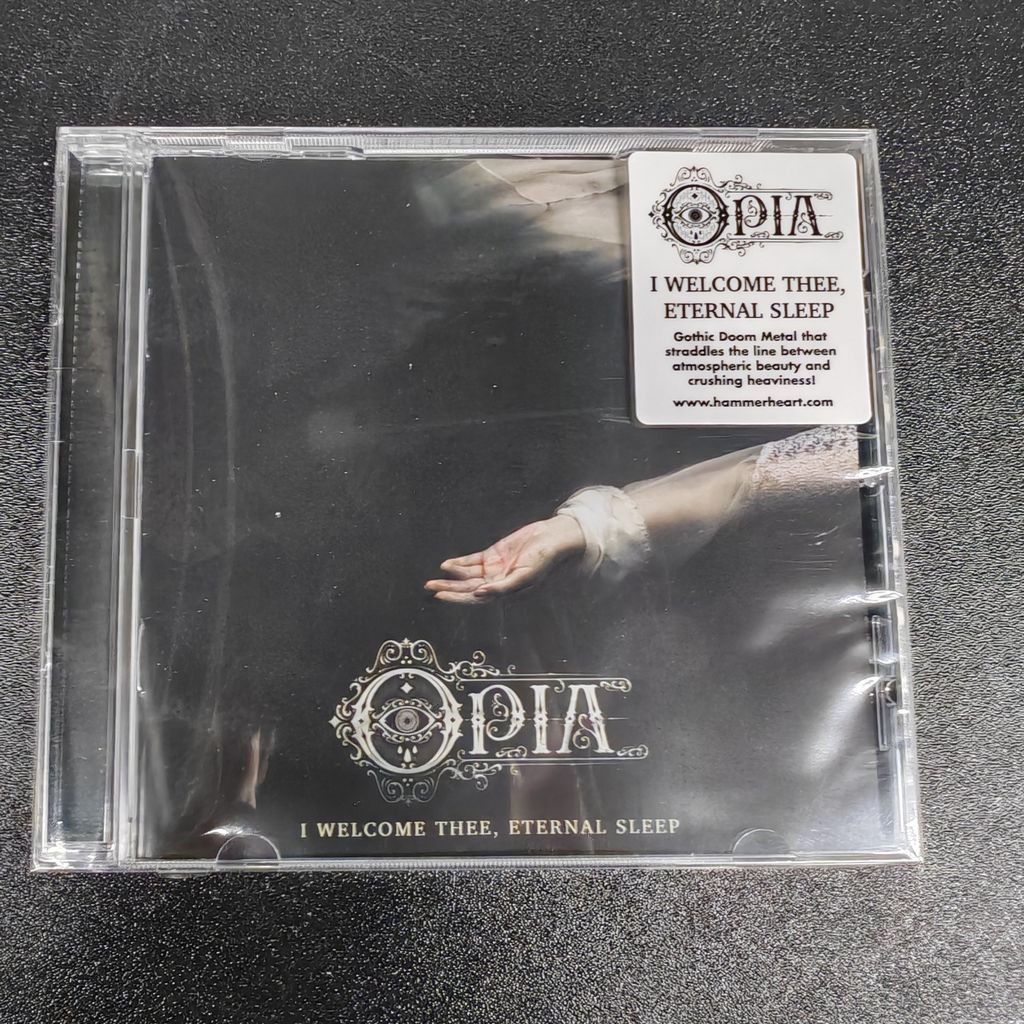 OPIA
I WELCOME THEE,
ETERNAL SLEEP
Gothic Doom Metal that
straddles the line between
atmospheric beauty and
crushing heaviness!
www.hammerheart.com
OPIA
I WELCOME THEE, ETERNAL SLEEP